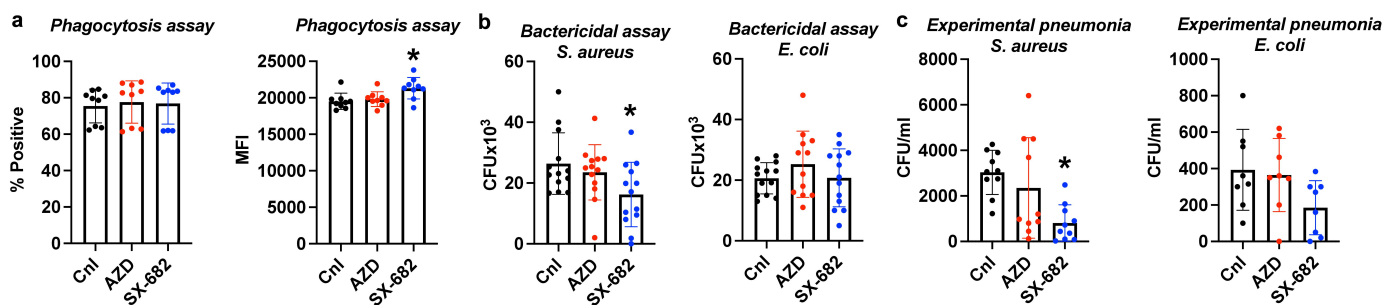 a
Phagocytosis assay
% Positive
100
80
60
40
20
0
Cnl
AZD
SX-682
Phagocytosis assay
MFI
25000
20000
15000
10000
5000
0
*
Cnl
AZD
SX-682
b
Bactericidal assay
S. aureus
CFUx10³
60
40
20
0
*
Cnl
AZD
SX-682
Bactericidal assay
E. coli
CFUx10³
60
40
20
0
Cnl
AZD
SX-682
c
Experimental pneumonia
S. aureus
CFU/ml
8000
6000
4000
2000
0
*
Cnl
AZD
SX-682
Experimental pneumonia
E. coli
CFU/ml
1000
800
600
400
200
0
Cnl
AZD
SX-682